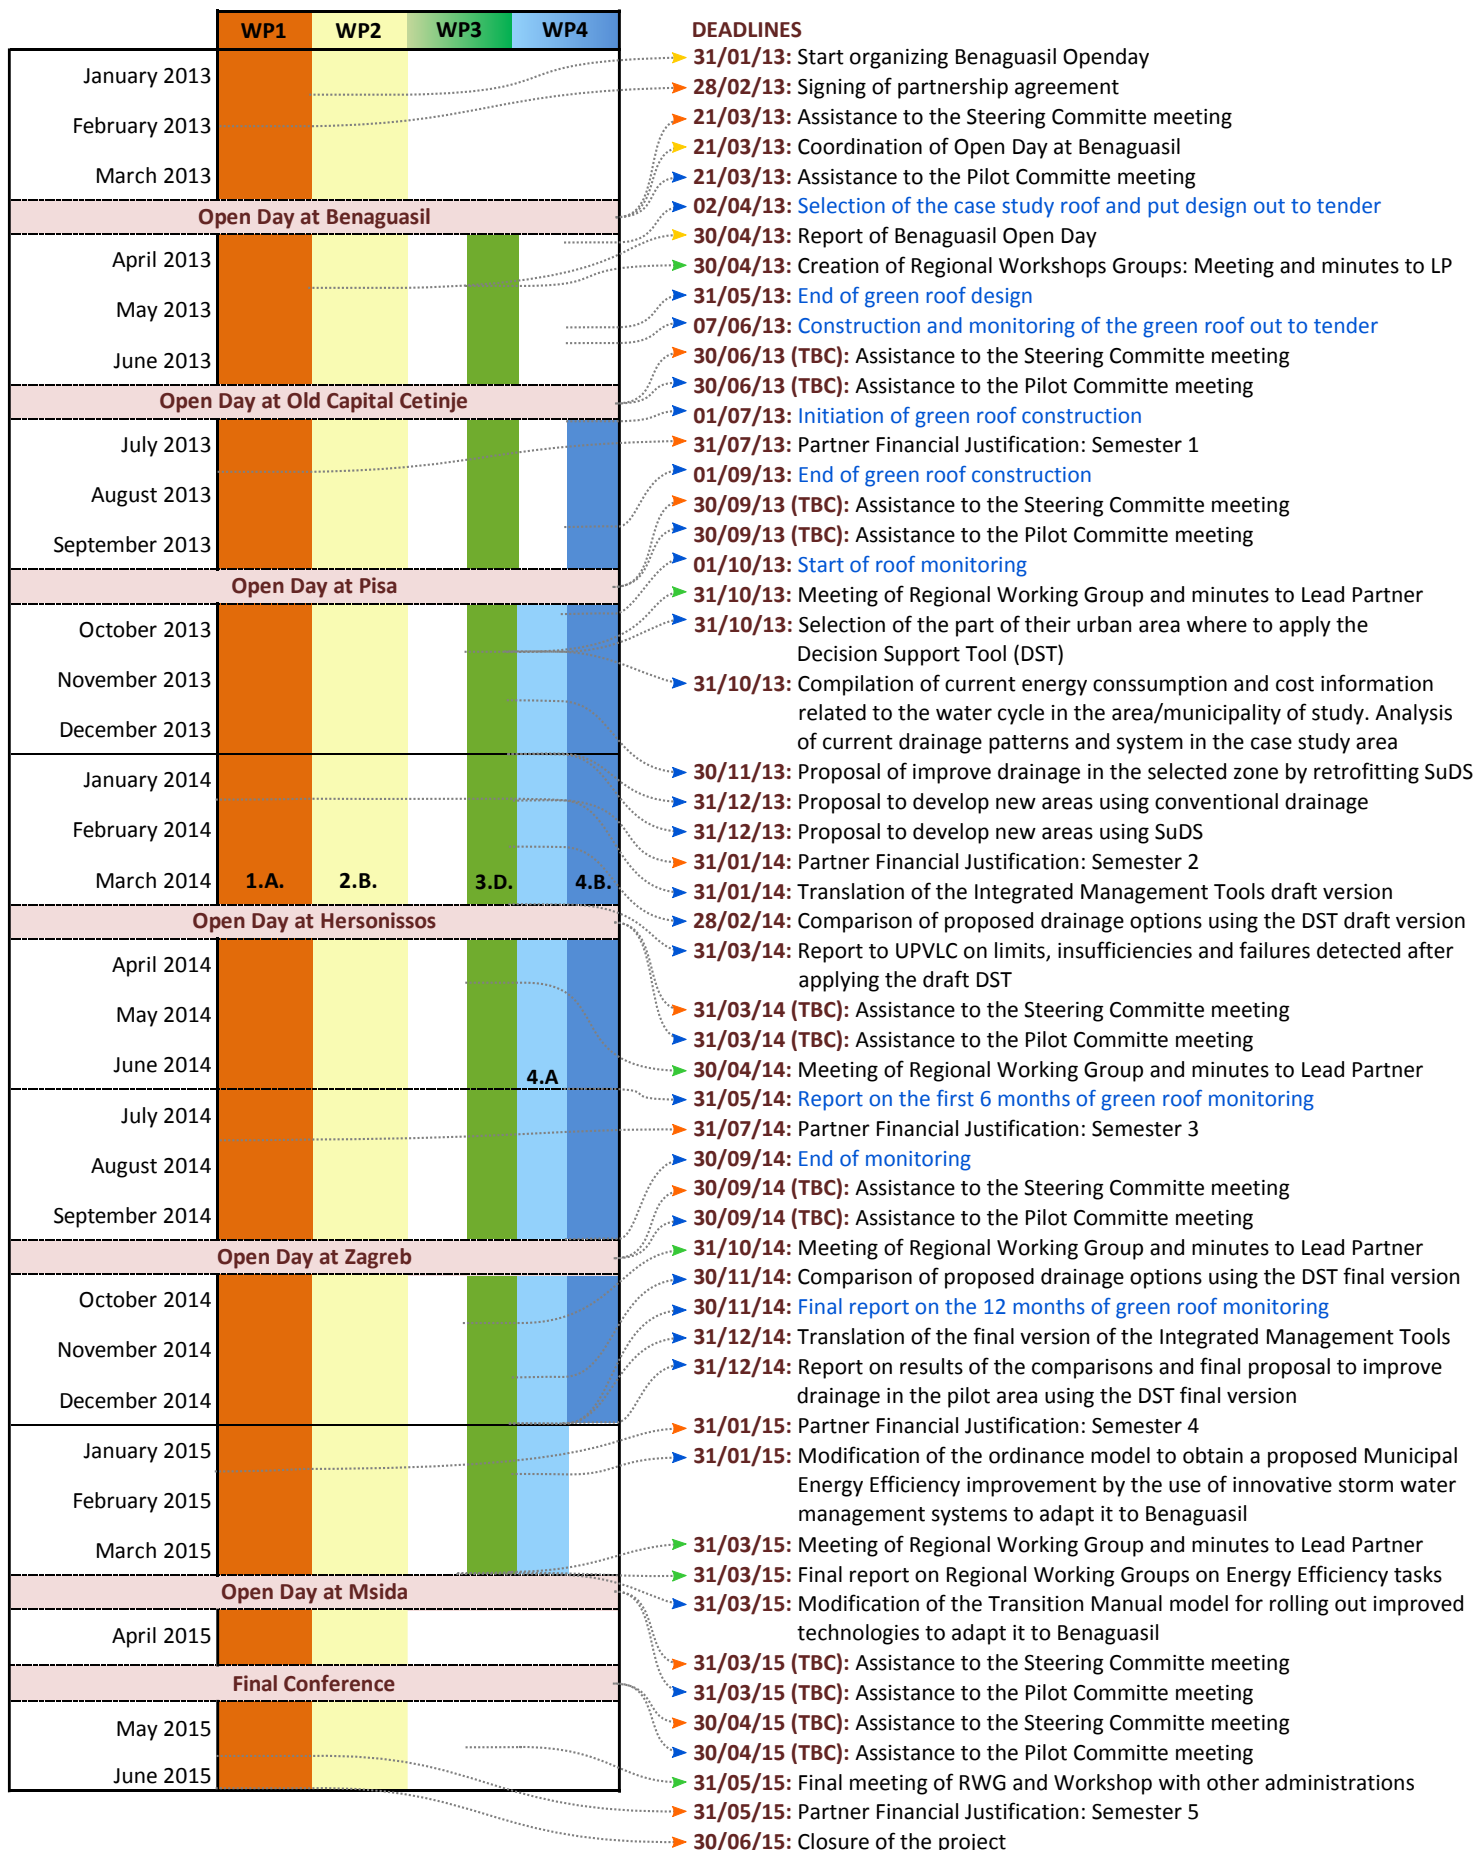 WP1 WP2 WP3 WP4
January 2013
February 2013
March 2013
Open Day at Benaguasil
April 2013
May 2013
June 2013
Open Day at Old Capital Cetinje
July 2013
August 2013
September 2013
Open Day at Pisa
October 2013
November 2013
December 2013
January 2014
February 2014
March 2014 1.A. 2.B. 3.D. 4.B.
Open Day at Hersonissos
April 2014
May 2014
June 2014
4.A
July 2014
August 2014
September 2014
Open Day at Zagreb
October 2014
November 2014
December 2014
January 2015
February 2015
March 2015
Open Day at Msida
April 2015
Final Conference
May 2015
June 2015
DEADLINES
31/01/13: Start organizing Benaguasil Openday
28/02/13: Signing of partnership agreement
21/03/13: Assistance to the Steering Committe meeting
21/03/13: Coordination of Open Day at Benaguasil
21/03/13: Assistance to the Pilot Committe meeting
02/04/13: Selection of the case study roof and put design out to tender
30/04/13: Report of Benaguasil Open Day
30/04/13: Creation of Regional Workshops Groups: Meeting and minutes to LP
31/05/13: End of green roof design
07/06/13: Construction and monitoring of the green roof out to tender
30/06/13 (TBC): Assistance to the Steering Committe meeting
30/06/13 (TBC): Assistance to the Pilot Committe meeting
01/07/13: Initiation of green roof construction
31/07/13: Partner Financial Justification: Semester 1
01/09/13: End of green roof construction
30/09/13 (TBC): Assistance to the Steering Committe meeting
30/09/13 (TBC): Assistance to the Pilot Committe meeting
01/10/13: Start of roof monitoring
31/10/13: Meeting of Regional Working Group and minutes to Lead Partner
31/10/13: Selection of the part of their urban area where to apply the
Decision Support Tool (DST)
31/10/13: Compilation of current energy conssumption and cost information
related to the water cycle in the area/municipality of study. Analysis
of current drainage patterns and system in the case study area
30/11/13: Proposal of improve drainage in the selected zone by retrofitting SuDS
31/12/13: Proposal to develop new areas using conventional drainage
31/12/13: Proposal to develop new areas using SuDS
31/01/14: Partner Financial Justification: Semester 2
31/01/14: Translation of the Integrated Management Tools draft version
28/02/14: Comparison of proposed drainage options using the DST draft version
31/03/14: Report to UPVLC on limits, insufficiencies and failures detected after
applying the draft DST
31/03/14 (TBC): Assistance to the Steering Committe meeting
31/03/14 (TBC): Assistance to the Pilot Committe meeting
30/04/14: Meeting of Regional Working Group and minutes to Lead Partner
31/05/14: Report on the first 6 months of green roof monitoring
31/07/14: Partner Financial Justification: Semester 3
30/09/14: End of monitoring
30/09/14 (TBC): Assistance to the Steering Committe meeting
30/09/14 (TBC): Assistance to the Pilot Committe meeting
31/10/14: Meeting of Regional Working Group and minutes to Lead Partner
30/11/14: Comparison of proposed drainage options using the DST final version
30/11/14: Final report on the 12 months of green roof monitoring
31/12/14: Translation of the final version of the Integrated Management Tools
31/12/14: Report on results of the comparisons and final proposal to improve
drainage in the pilot area using the DST final version
31/01/15: Partner Financial Justification: Semester 4
31/01/15: Modification of the ordinance model to obtain a proposed Municipal
Energy Efficiency improvement by the use of innovative storm water
management systems to adapt it to Benaguasil
31/03/15: Meeting of Regional Working Group and minutes to Lead Partner
31/03/15: Final report on Regional Working Groups on Energy Efficiency tasks
31/03/15: Modification of the Transition Manual model for rolling out improved
technologies to adapt it to Benaguasil
31/03/15 (TBC): Assistance to the Steering Committe meeting
31/03/15 (TBC): Assistance to the Pilot Committe meeting
30/04/15 (TBC): Assistance to the Steering Committe meeting
30/04/15 (TBC): Assistance to the Pilot Committe meeting
31/05/15: Final meeting of RWG and Workshop with other administrations
31/05/15: Partner Financial Justification: Semester 5
30/06/15: Closure of the project